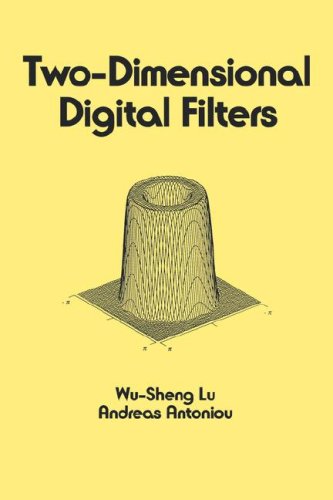 Two-Dimensional
Digital Filters
-π
π
π
Wu-Sheng Lu
Andreas Antoniou